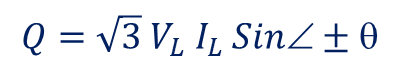 Q = √3 V_L I_L Sin∠ ± θ